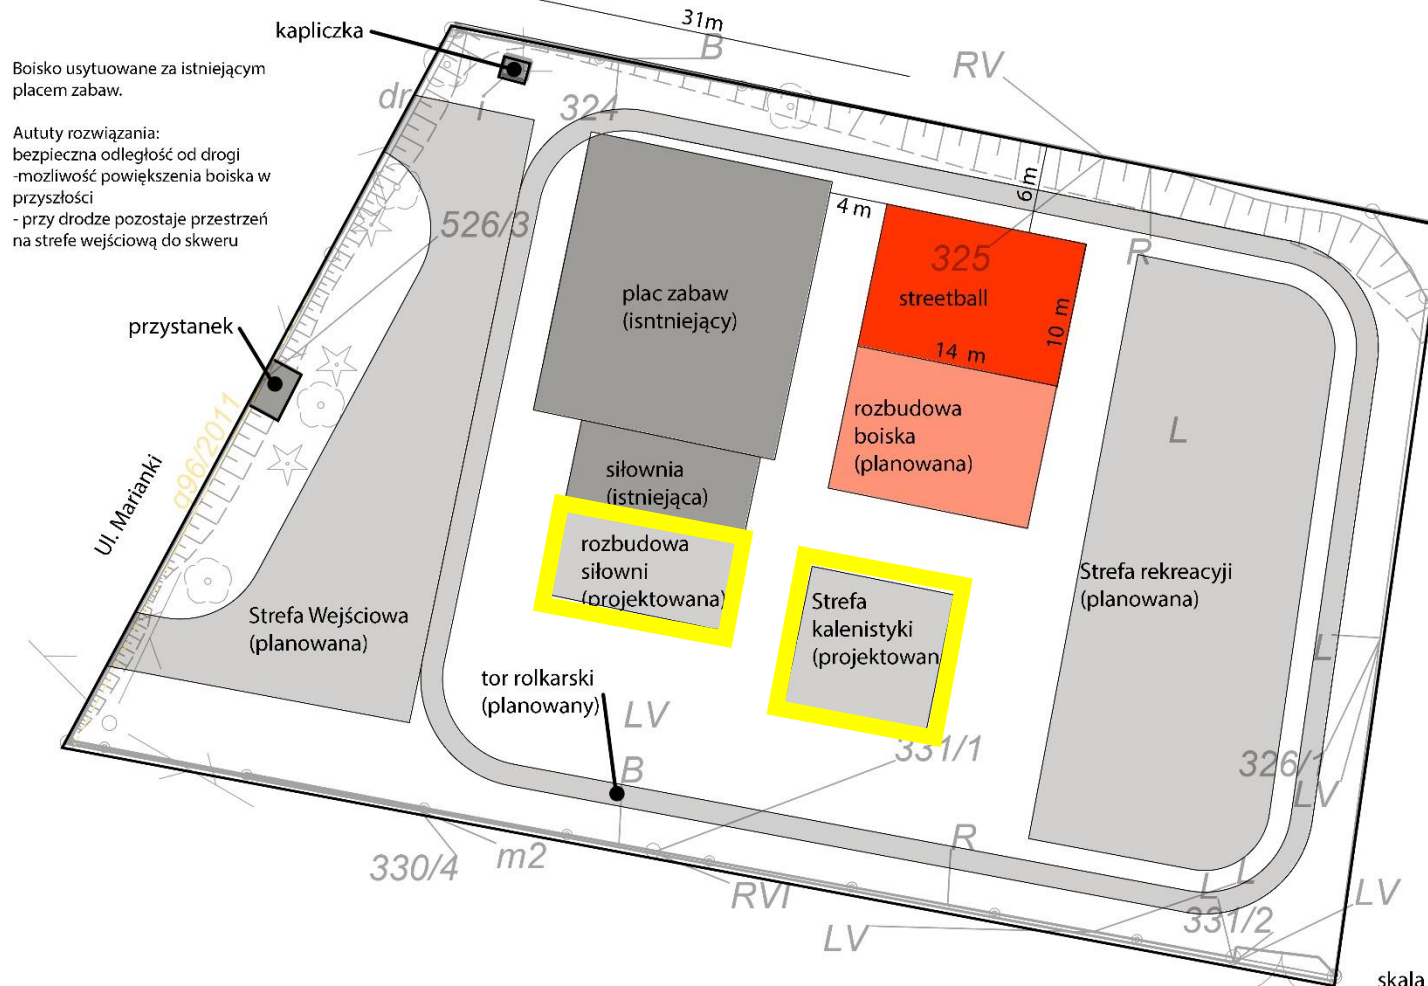 kapliczka
31m
B
RV
Boisko usytuowane za istniejącym
placem zabaw.
Aututy rozwiązania:
bezpieczna odległość od drogi
-mozliwość powiększenia boiska w
przyszłości
- przy drodze pozostaje przestrzeń
na strefe wejściową do skweru
dr
i
324
6 m
4 m
526/3
325
R
streetball
plac zabaw
(isntniejący)
10 m
14 m
przystanek
q96/2011
Ul. Marianki
rozbudowa
boiska
(planowana)
L
siłownia
(istniejąca)
rozbudowa
siłowni
(projektowana)
Strefa
kalenistyki
(projektowan
Strefa rekreacyji
(planowana)
Strefa Wejściowa
(planowana)
L
tor rolkarski
(planowany)
LV
331/1
B
326/1
LV
R
330/4
m2
RVI
L
L
LV
331/2
LV
skala